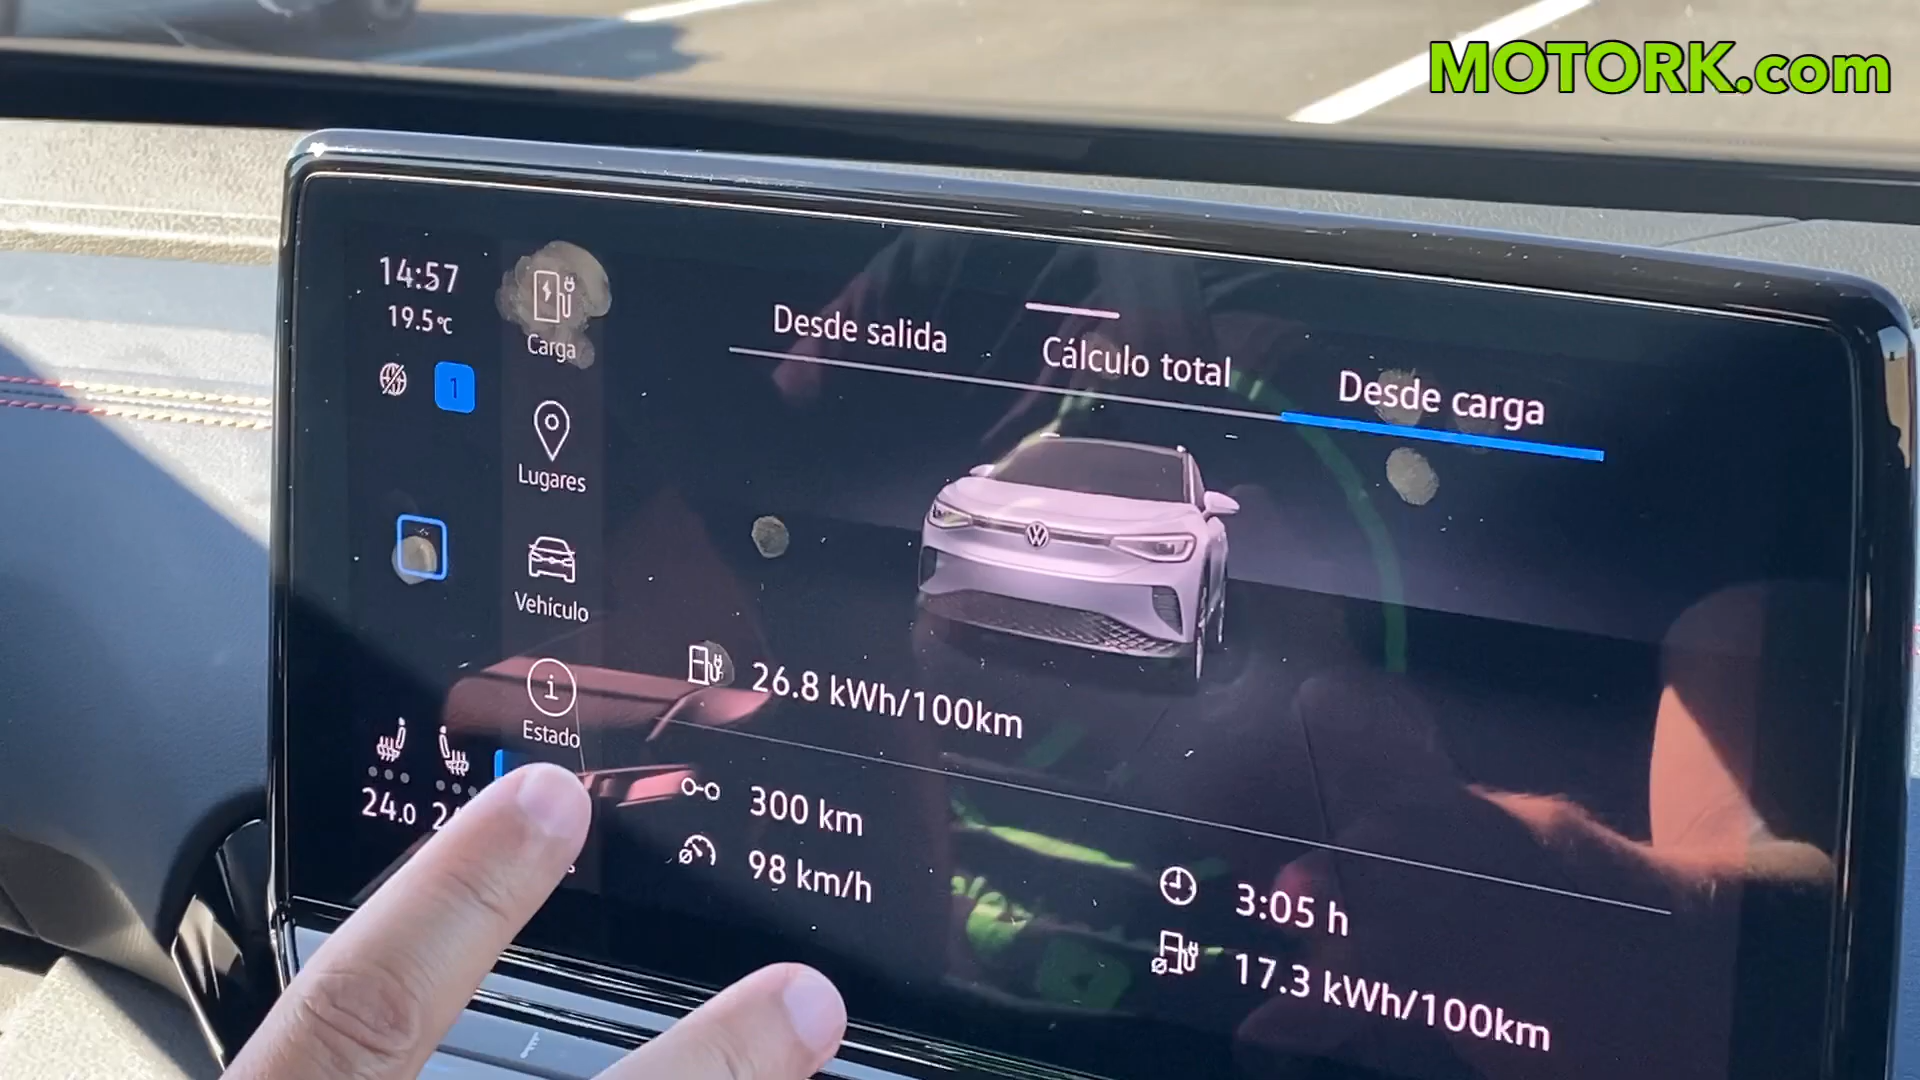 MOTORK.com
14:57
19.5°C
1
Carga
Lugares
Vehículo
Estado
24.0
Desde salida
Cálculo total
Desde carga
26.8 kWh/100km
300 km
98 km/h
3:05 h
17.3 kWh/100km